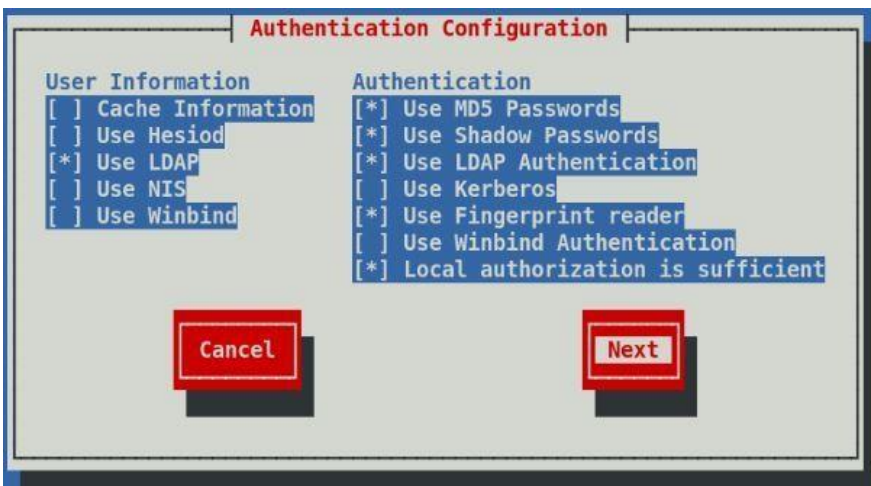 Authentication Configuration
User Information
[ ] Cache Information
[ ] Use Hesiod
[*] Use LDAP
[ ] Use NIS
[ ] Use Winbind
Authentication
[*] Use MD5 Passwords
[*] Use Shadow Passwords
[*] Use LDAP Authentication
[ ] Use Kerberos
[*] Use Fingerprint reader
[ ] Use Winbind Authentication
[*] Local authorization is sufficient
Cancel
Next